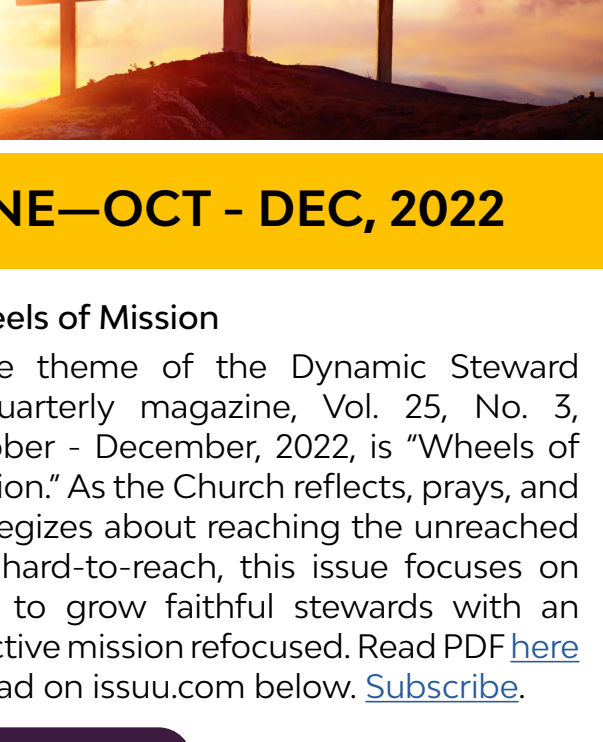 NE—OCT - DEC, 2022
eels of Mission
e theme of the Dynamic Steward
uarterly magazine, Vol. 25, No. 3,
ober - December, 2022, is “Wheels of
ion.” As the Church reflects, prays, and
egizes about reaching the unreached
hard-to-reach, this issue focuses on
to grow faithful stewards with an
ctive mission refocused. Read PDF here
ad on issuu.com below. Subscribe.